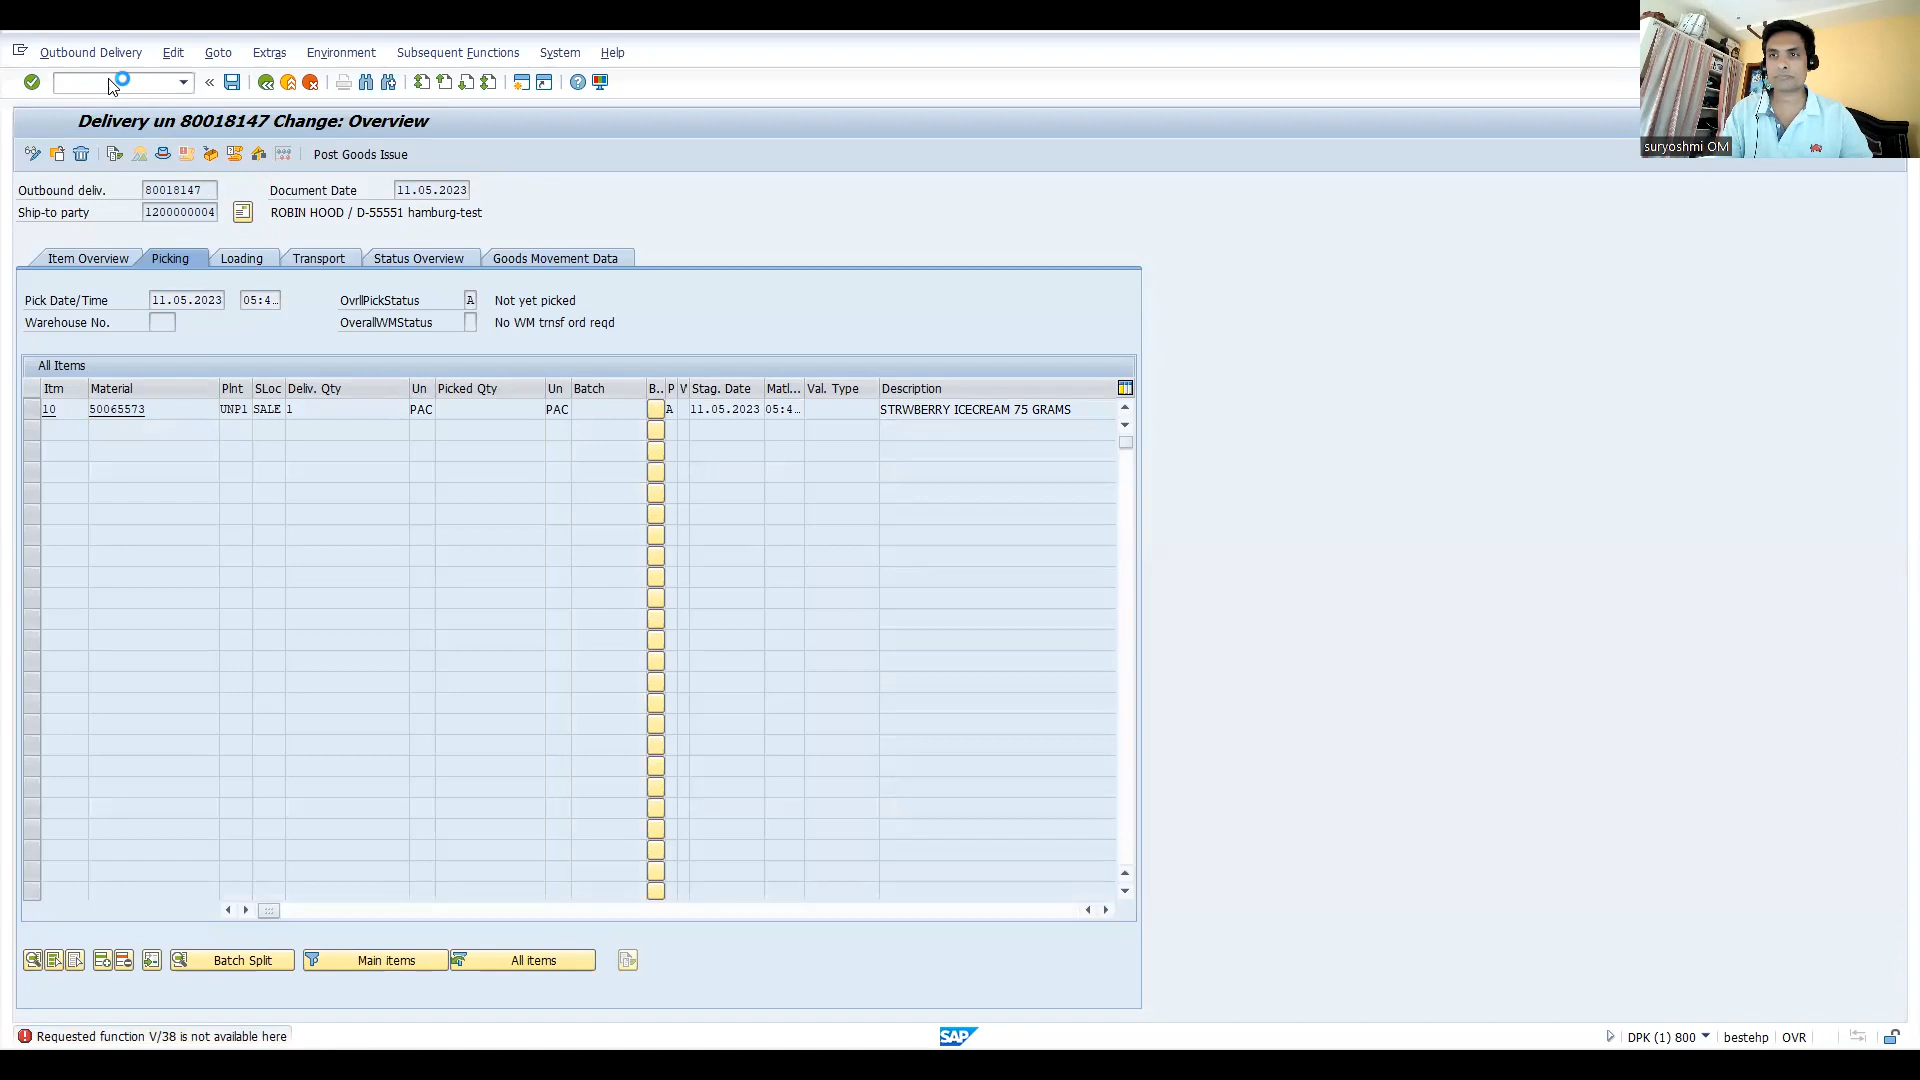 Outbound Delivery Edit Goto Extras Environment Subsequent Functions System Help
Delivery un 80018147 Change: Overview
Post Goods Issue
Outbound deliv. 80018147 Document Date 11.05.2023
Ship-to party 1200000004 ROBIN HOOD / D-55551 hamburg-test
Item Overview Picking Loading Transport Status Overview Goods Movement Data
Pick Date/Time 11.05.2023 05:4... OvrllPickStatus A Not yet picked
Warehouse No. OverallWMStatus No WM trnsf ord reqd
All Items
Itm Material Plnt SLoc Deliv. Qty Un Picked Qty Un Batch B.. P W Stag. Date Matl... Val. Type Description
10 50065573 UNP1 SALE 1 PAC PAC A 11.05.2023 05:4... STRWBERRY ICECREAM 75 GRAMS
Batch Split Main items All items
Requested function V/38 is not available here SAP DPK (1) 800 bestehp OVR
suryoshmi OM